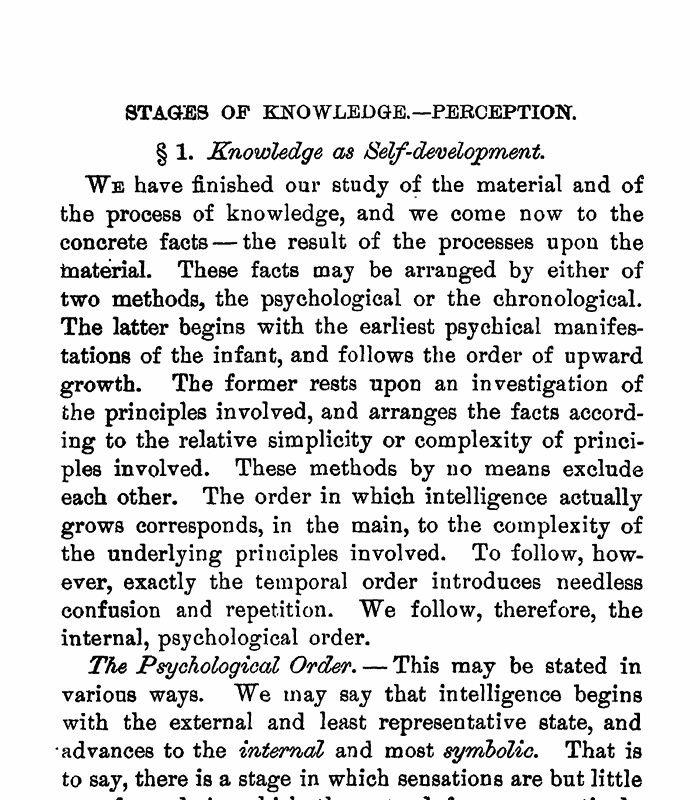 STAGES OF KNOWLEDGE.—PERCEPTION.
§ 1. Knowledge as Self-development.
WE have finished our study of the material and of
the process of knowledge, and we come now to the
concrete facts—the result of the processes upon the
material. These facts may be arranged by either of
two methods, the psychological or the chronological.
The latter begins with the earliest psychical manifes-
tations of the infant, and follows the order of upward
growth. The former rests upon an investigation of
the principles involved, and arranges the facts accord-
ing to the relative simplicity or complexity of princi-
ples involved. These methods by no means exclude
each other. The order in which intelligence actually
grows corresponds, in the main, to the complexity of
the underlying principles involved. To follow, how-
ever, exactly the temporal order introduces needless
confusion and repetition. We follow, therefore, the
internal, psychological order.
The Psychological Order.—This may be stated in
various ways. We may say that intelligence begins
with the external and least representative state, and
advances to the internal and most symbolic. That is
to say, there is a stage in which sensations are but little